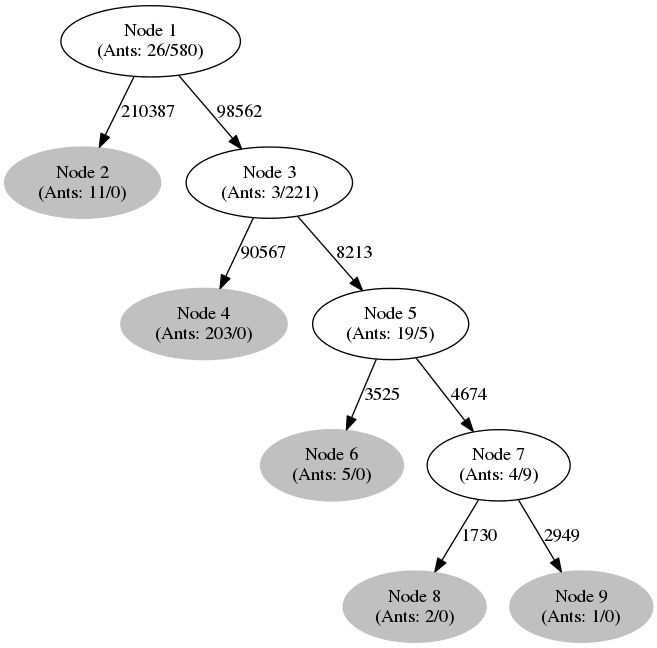 Node 1
(Ants: 26/580)
210387
98562
Node 2
(Ants: 11/0)
Node 3
(Ants: 3/221)
90567
8213
Node 4
(Ants: 203/0)
Node 5
(Ants: 19/5)
3525
4674
Node 6
(Ants: 5/0)
Node 7
(Ants: 4/9)
1730
2949
Node 8
(Ants: 2/0)
Node 9
(Ants: 1/0)